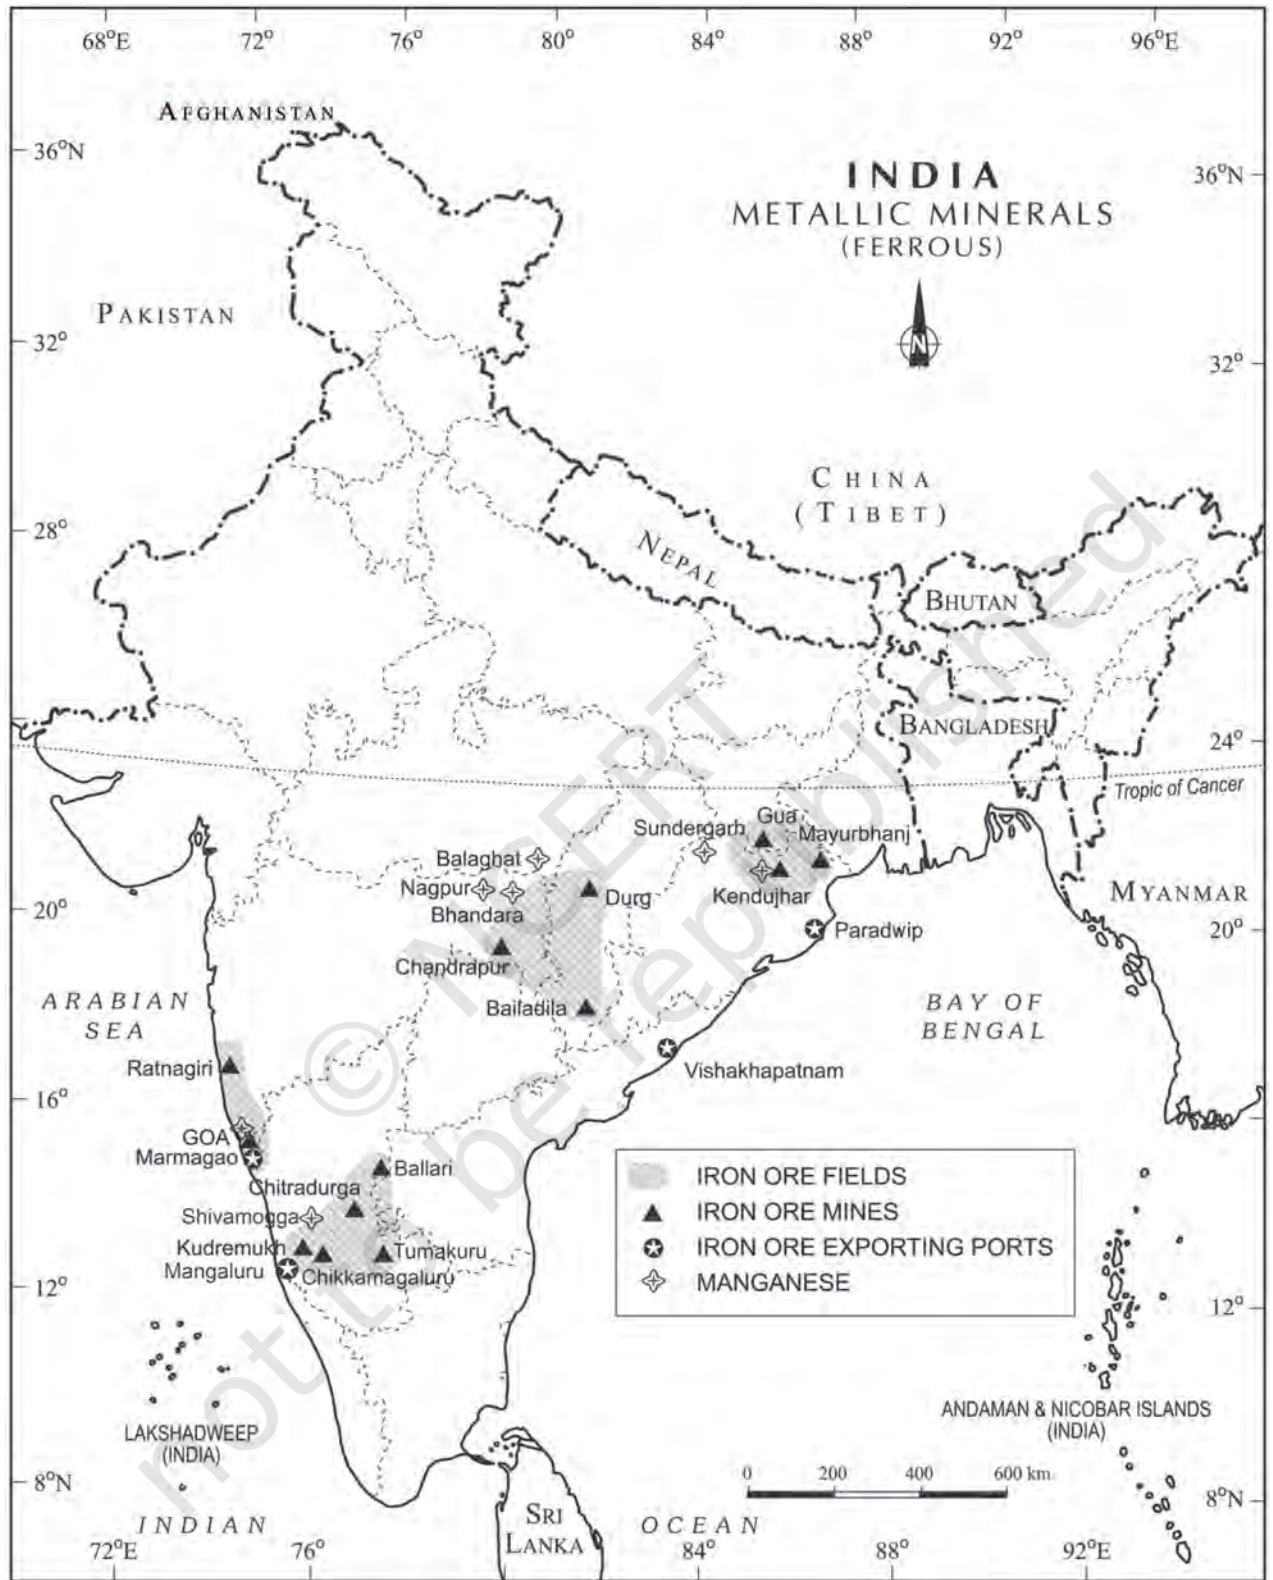 68°E 72° 76° 80° 84° 88° 92° 96°E
AFGHANISTAN
36°N
INDIA
METALLIC MINERALS
(FERROUS)
36°N
N
PAKISTAN
32°
32°
CHINA
(TIBET)
28°
NEPAL
BHUTAN
BANGLADESH
24°
Tropic of Cancer
Gua
Sundergarh
Mayurbhanj
Balaghat
Nagpur
Durg
Kendujhar
MYANMAR
Bhandara
20°
20°
Paradwip
Chandrapur
ARABIAN
SEA
Baifadila
BAY OF
BENGAL
Ratnagiri
Vishakhapatnam
16°
GOA
Marmagao
Ballari
Chitradurga
Shivamogga
Kudremukh
Tumakuru
Mangaluru
Chikkamagaluru
12°
IRON ORE FIELDS
IRON ORE MINES
IRON ORE EXPORTING PORTS
MANGANESE
12°
LAKSHADWEEP
(INDIA)
ANDAMAN & NICOBAR ISLANDS
(INDIA)
8°N
0 200 400 600 km
8°N
INDIAN
SRI
LANKA
OCEAN
72°E 76° 84° 88° 92°E
© NCERT
not to be republished